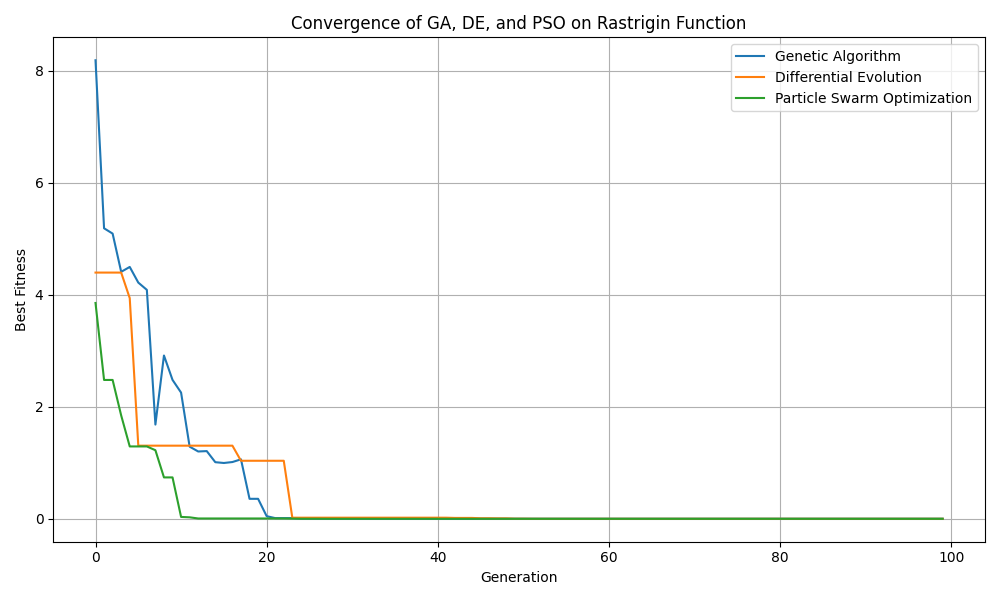 Convergence of GA, DE, and PSO on Rastrigin Function
Genetic Algorithm
Differential Evolution
Particle Swarm Optimization
Best Fitness
8
6
4
2
0
0 20 40 60 80 100
Generation